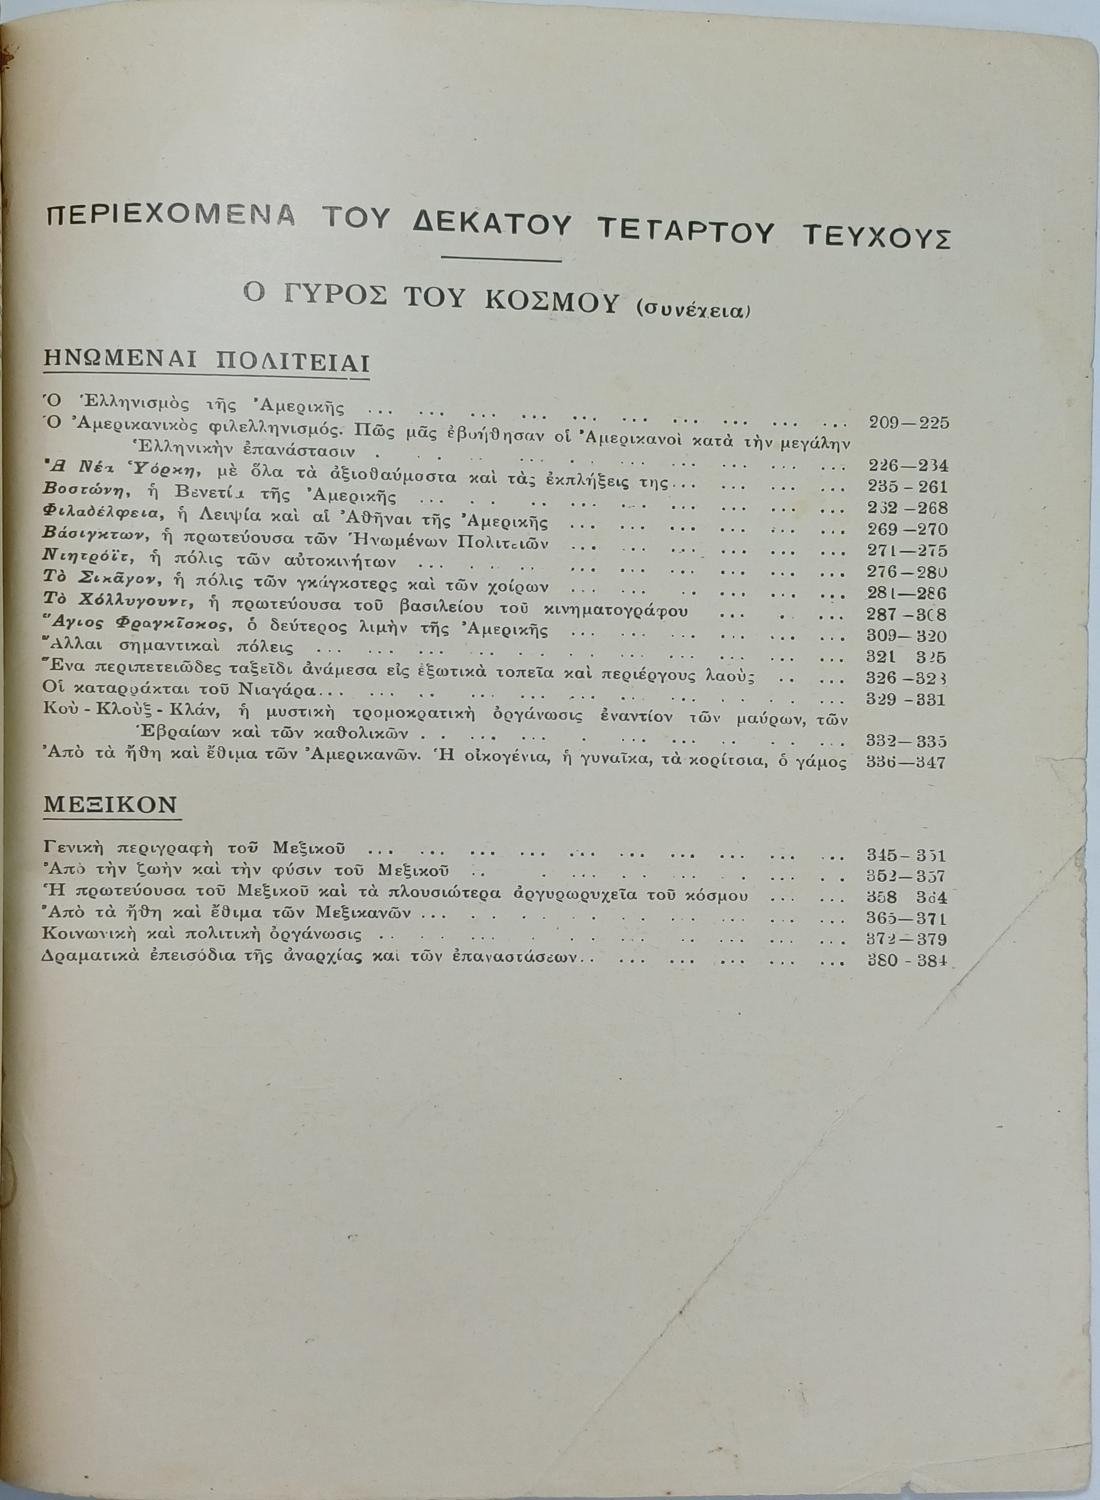 ΠΕΡΙΕΧΟΜΕΝΑ ΤΟΥ ΔΕΚΑΤΟΥ ΤΕΤΑΡΤΟΥ ΤΕΥΧΟΥΣ
Ο ΓΥΡΟΣ ΤΟΥ ΚΟΣΜΟΥ (συνέχεια)
ΗΝΩΜΕΝΑΙ ΠΟΛΙΤΕΙΑΙ
Ὁ Ἑλληνισμὸς τῆς Ἀμερικῆς ... ... ... ... ... ... ... ... ... ... 209—225
Ὁ Ἀμερικανικὸς φιλελληνισμός. Πῶς μᾶς ἐβοήθησαν οἱ Ἀμερικανοὶ κατὰ τὴν μεγάλην
Ἑλληνικὴν ἐπανάστασιν ... ... ... ... ... ... ... ... ... 226—234
Ἡ Νέα Ὑόρκη, μὲ ὅλα τὰ ἀξιοθαύμαστα καὶ τὰς ἐκπλήξεις της... ... ... ... 235-261
Βοστώνη, ἡ Βενετία τῆς Ἀμερικῆς ... ... ... ... ... ... ... ... ... 262-268
Φιλαδέλφεια, ἡ Λειψία καὶ αἱ Ἀθῆναι τῆς Ἀμερικῆς ... ... ... ... ... ... 269-270
Βάσιγκτων, ἡ πρωτεύουσα τῶν Ἡνωμένων Πολιτειῶν ... ... ... ... ... ... 271—275
Ντητρόϊτ, ἡ πόλις τῶν αὐτοκινήτων ... ... ... ... ... ... ... ... ... 276—280
Τὸ Σικᾶγον, ἡ πόλις τῶν γκάγκστερς καὶ τῶν χοίρων ... ... ... ... ... ... 281—286
Τὸ Χόλλυγουντ, ἡ πρωτεύουσα τοῦ βασιλείου τοῦ κινηματογράφου ... ... ... 287-308
Ἅγιος Φραγκῖσκος, ὁ δεύτερος λιμὴν τῆς Ἀμερικῆς ... ... ... ... ... ... 309—320
Ἄλλαι σημαντικαὶ πόλεις ... ... ... ... ... ... ... ... ... ... ... 321 325
Ἕνα περιπετειῶδες ταξεῖδι ἀνάμεσα εἰς ἐξωτικὰ τοπεῖα καὶ περιέργους λαούς ... ... 326-328
Οἱ καταρράκται τοῦ Νιαγάρα... ... ... ... ... ... ... ... ... ... ... 329-331
Κοὺ-Κλοὺξ-Κλάν, ἡ μυστικὴ τρομοκρατικὴ ὀργάνωσις ἐναντίον τῶν μαύρων, τῶν
Ἑβραίων καὶ τῶν καθολικῶν ... ... ... ... ... ... ... ... ... 332—335
Ἀπὸ τὰ ἤθη καὶ ἔθιμα τῶν Ἀμερικανῶν. Ἡ οἰκογένια, ἡ γυναῖκα, τὰ κορίτσια, ὁ γάμος 336—347
ΜΕΞΙΚΟΝ
Γενικὴ περιγραφὴ τοῦ Μεξικοῦ ... ... ... ... ... ... ... ... ... ... 345-351
Ἀπὸ τὴν ζωὴν καὶ τὴν φύσιν τοῦ Μεξικοῦ ... ... ... ... ... ... ... ... 352—357
Ἡ πρωτεύουσα τοῦ Μεξικοῦ καὶ τὰ πλουσιώτερα ἀργυρωρυχεῖα τοῦ κόσμου ... ... 358 364
Ἀπὸ τὰ ἤθη καὶ ἔθιμα τῶν Μεξικανῶν ... ... ... ... ... ... ... ... ... 365—371
Κοινωνικὴ καὶ πολιτικὴ ὀργάνωσις ... ... ... ... ... ... ... ... ... ... 372—379
Δραματικὰ ἐπεισόδια τῆς ἀναρχίας καὶ τῶν ἐπαναστάσεων.. ... ... ... ... ... 380-384